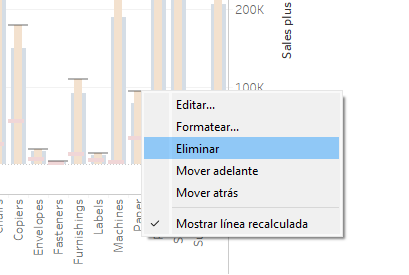 200K
100K
Sales plus
Editar...
Formatear...
Eliminar
Mover adelante
Mover atrás
Mostrar línea recalculada
Chairs
Copiers
Envelopes
Fasteners
Furnishings
Labels
Machines
Paper